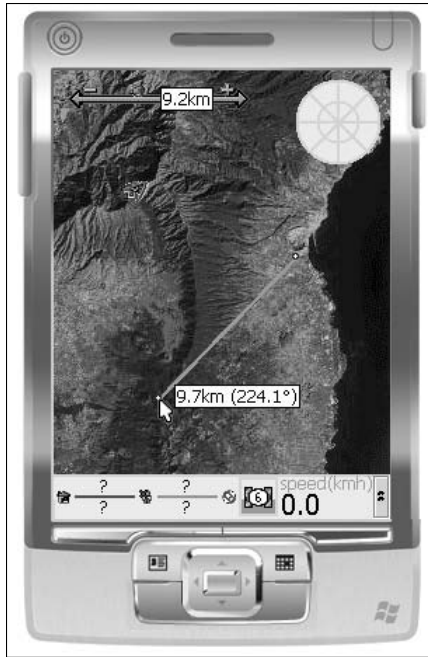 − +
9.2km
9.7km (224.1°)
? ?
? ?
6
speed(kmh)
0.0